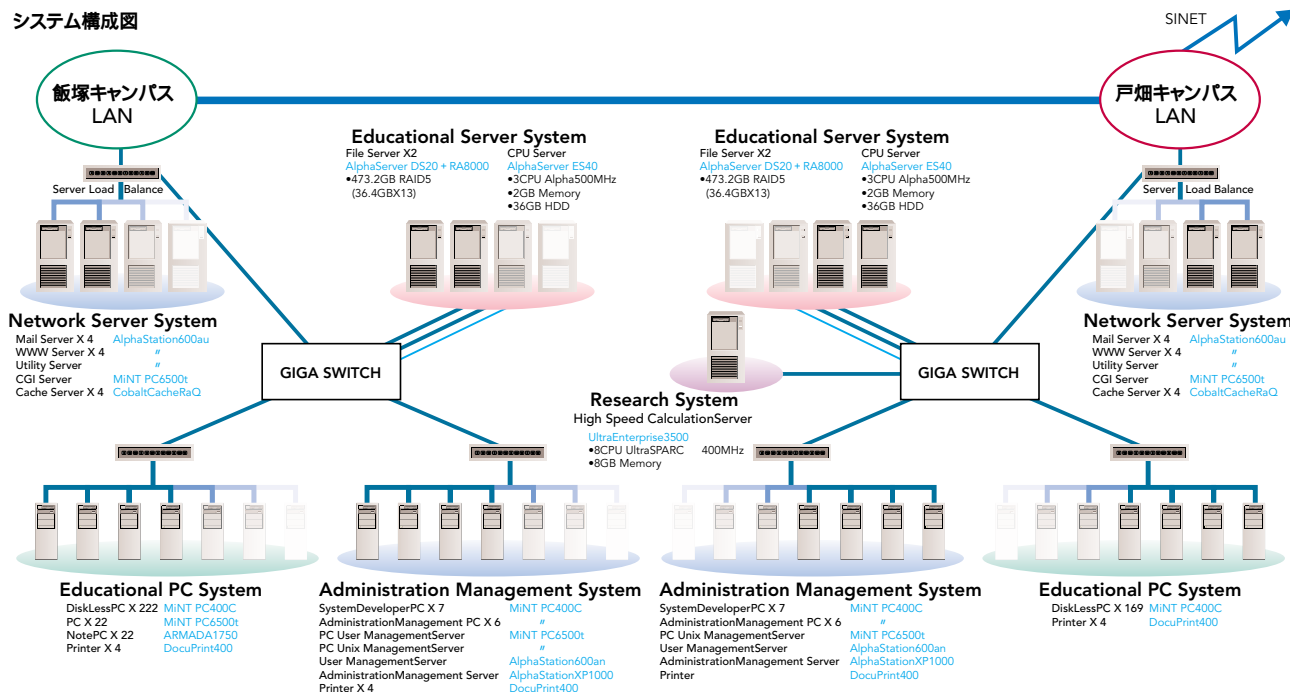 システム構成図
SINET
飯塚キャンパス
LAN
戸畑キャンパス
LAN
Educational Server System
File Server X2 CPU Server
AlphaServer DS20 + RA8000 AlphaServer ES40
•473.2GB RAID5 •3CPU Alpha500MHz
(36.4GBX13) •2GB Memory
•36GB HDD
Educational Server System
File Server X2 CPU Server
AlphaServer DS20 + RA8000 AlphaServer ES40
•473.2GB RAID5 •3CPU Alpha500MHz
(36.4GBX13) •2GB Memory
•36GB HDD
Server Load Balance
Server Load Balance
Network Server System
Mail Server X 4 AlphaStation600au
WWW Server X 4 〃
Utility Server 〃
CGI Server MiNT PC6500t
Cache Server X 4 CobaltCacheRaQ
Network Server System
Mail Server X 4 AlphaStation600au
WWW Server X 4 〃
Utility Server 〃
CGI Server MiNT PC6500t
Cache Server X 4 CobaltCacheRaQ
GIGA SWITCH
GIGA SWITCH
Research System
High Speed CalculationServer
UltraEnterprise3500
•8CPU UltraSPARC 400MHz
•8GB Memory
Educational PC System
DiskLessPC X 222 MiNT PC400C
PC X 22 MiNT PC6500t
NotePC X 22 ARMADA1750
Printer X 4 DocuPrint400
Administration Management System
SystemDeveloperPC X 7 MiNT PC400C
AdministrationManagement PC X 6 〃
PC User ManagementServer MiNT PC6500t
PC Unix ManagementServer 〃
User ManagementServer AlphaStation600an
AdministrationManagement Server AlphaStationXP1000
Printer X 4 DocuPrint400
Administration Management System
SystemDeveloperPC X 7 MiNT PC400C
AdministrationManagement PC X 6 〃
PC Unix ManagementServer MiNT PC6500t
User ManagementServer AlphaStation600an
AdministrationManagement Server AlphaStationXP1000
Printer DocuPrint400
Educational PC System
DiskLessPC X 169 MiNT PC400C
Printer X 4 DocuPrint400